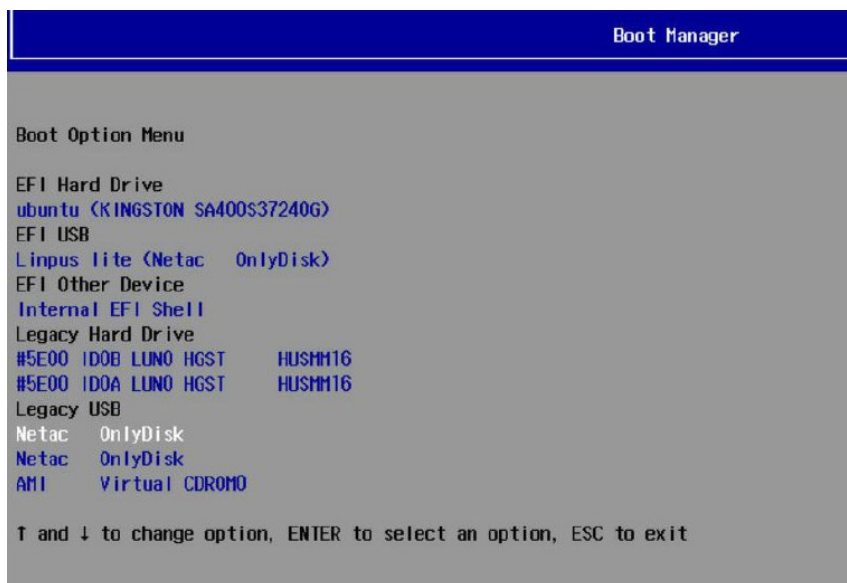 Boot Manager
Boot Option Menu
EFI Hard Drive
ubuntu (KINGSTON SA400S37240G)
EFI USB
Linpus lite (Netac OnlyDisk)
EFI Other Device
Internal EFI Shell
Legacy Hard Drive
#5E00 ID0B LUN0 HGST HUSMM16
#5E00 ID0A LUN0 HGST HUSMM16
Legacy USB
Netac OnlyDisk
Netac OnlyDisk
AMI Virtual CDROM0
↑ and ↓ to change option, ENTER to select an option, ESC to exit